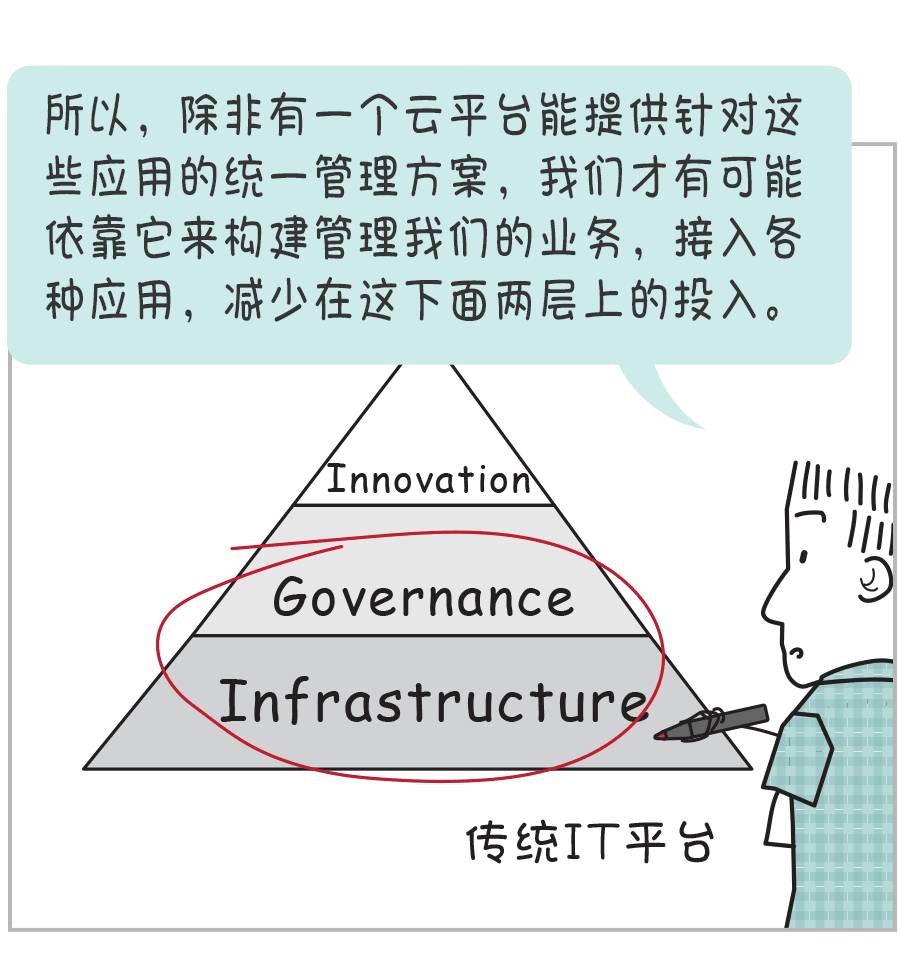 所以，除非有一个云平台能提供针对这
些应用的统一管理方案，我们才有可能
依靠它来构建管理我们的业务，接入各
种应用，减少在这下面两层上的投入。
Innovation
Governance
Infrastructure
传统IT平台